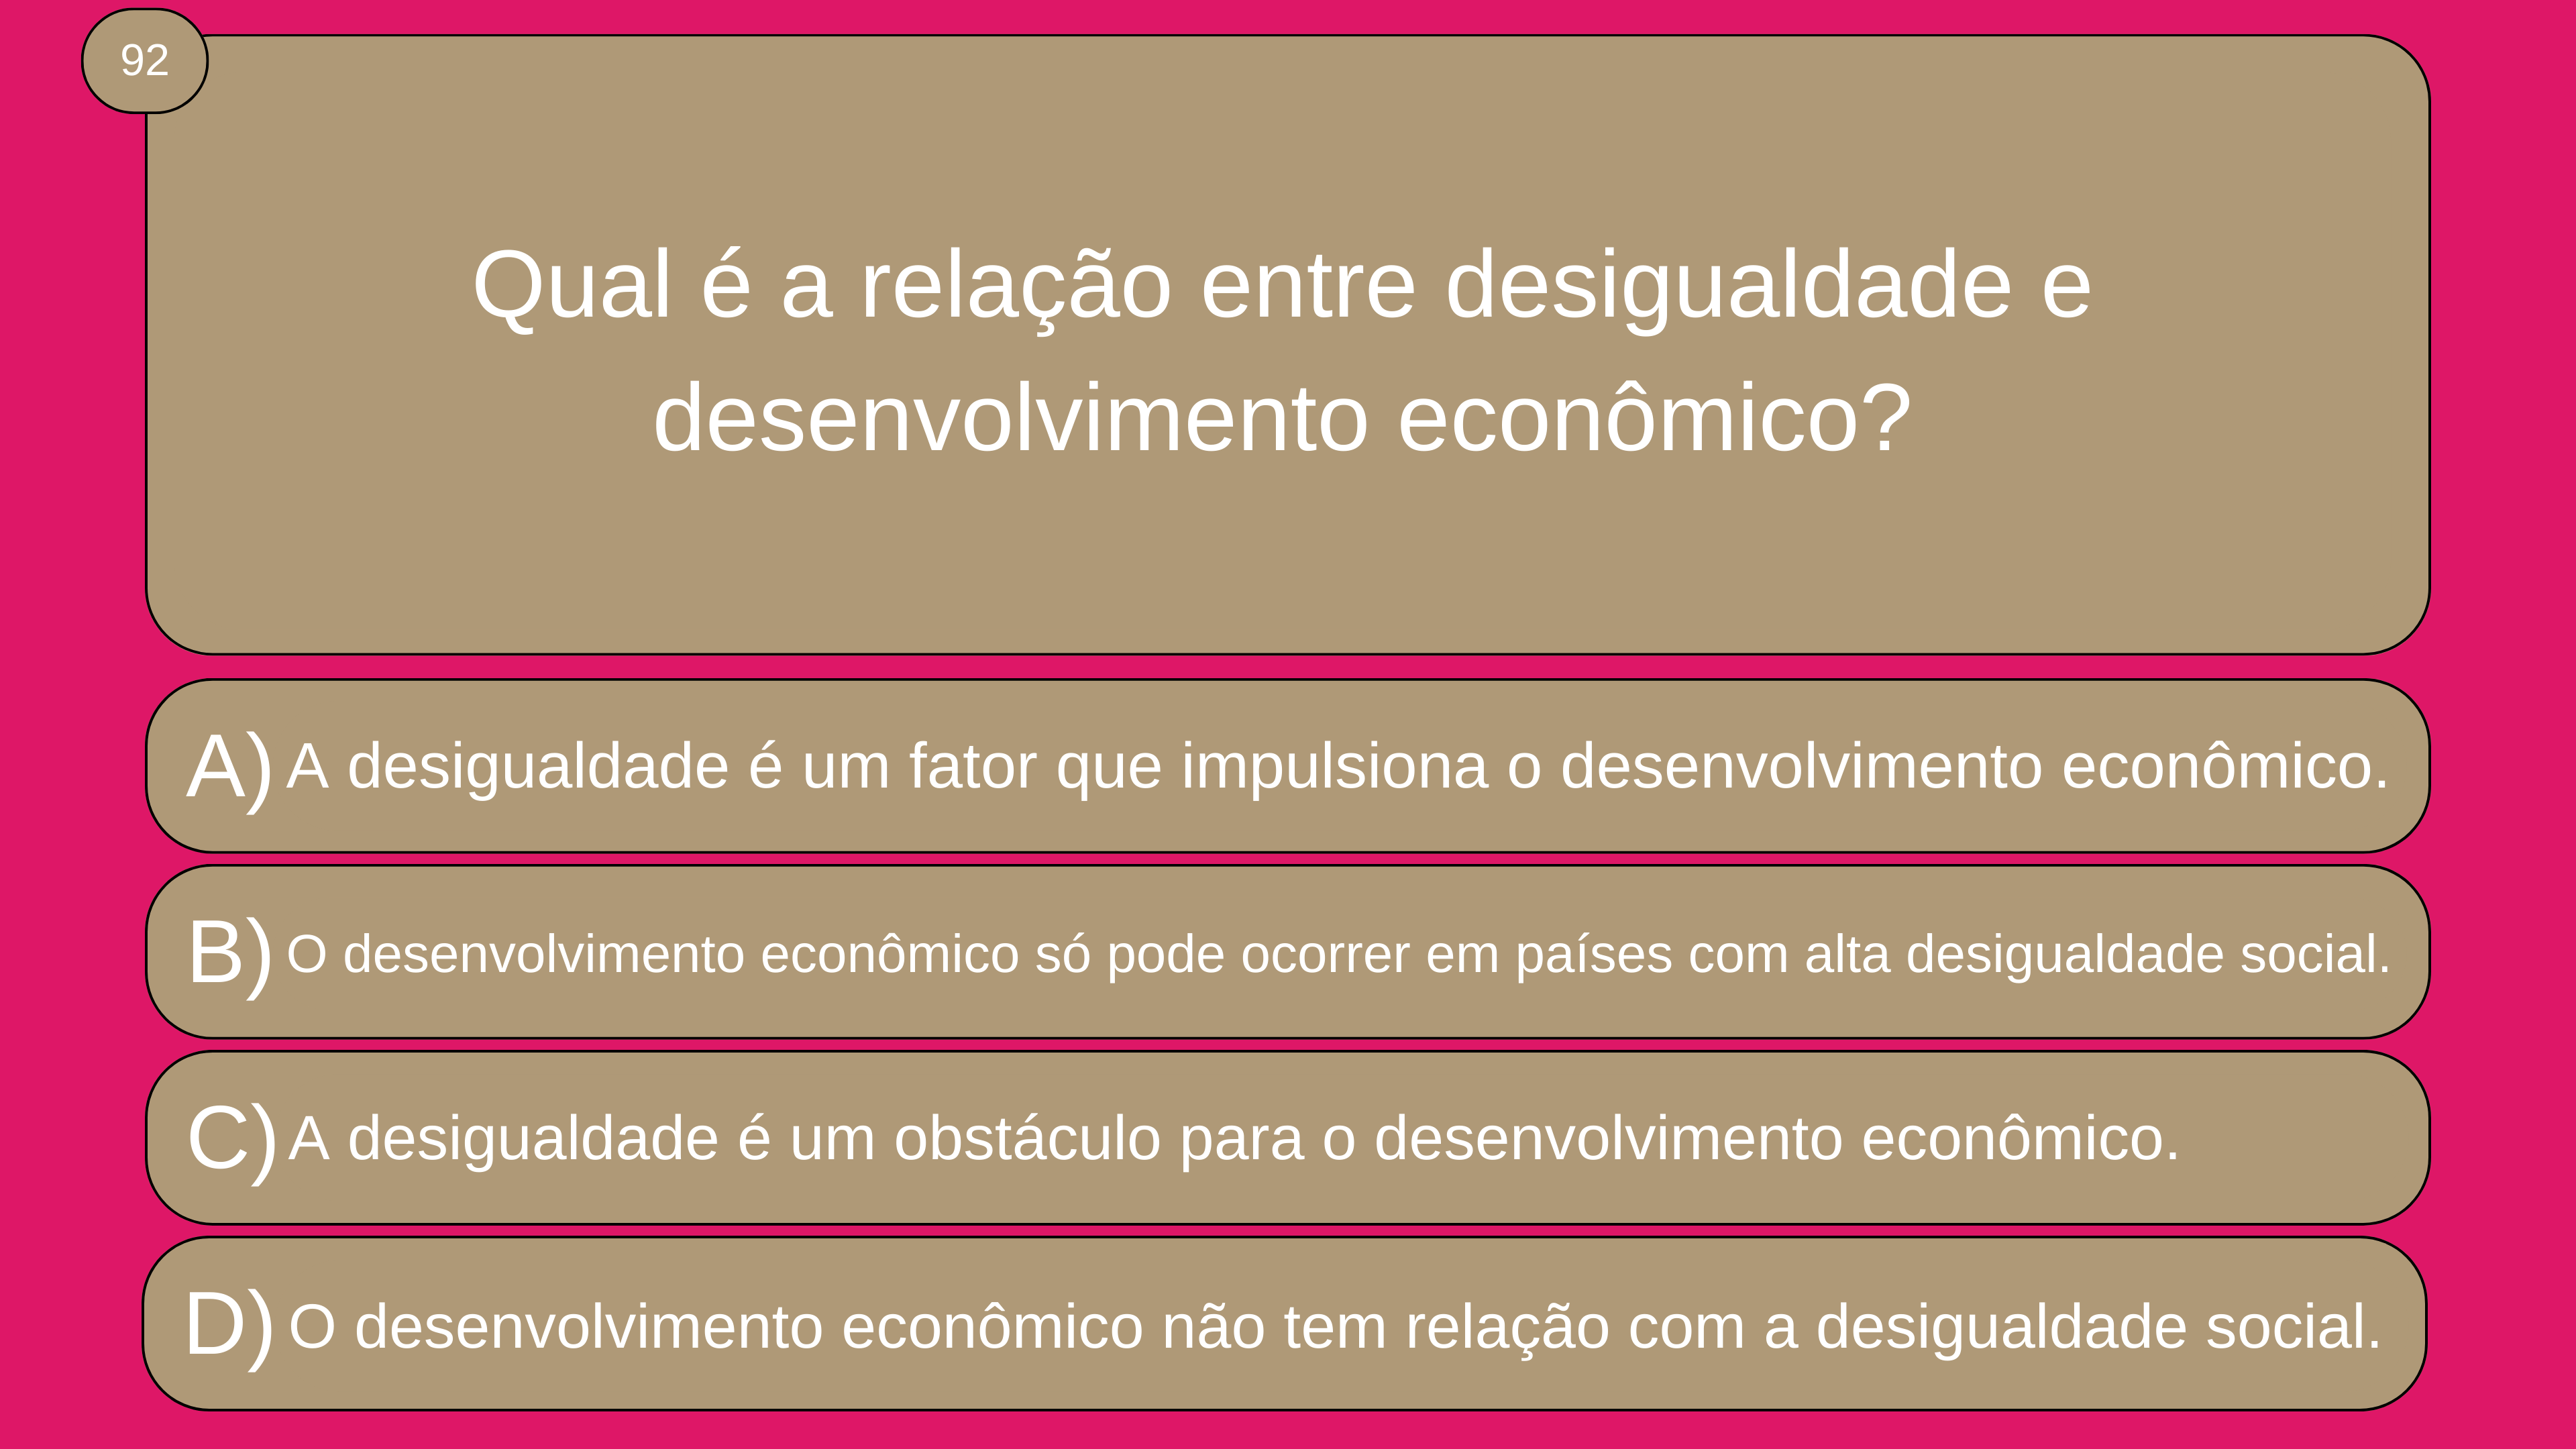 92
Qual é a relação entre desigualdade e
desenvolvimento econômico?
A) A desigualdade é um fator que impulsiona o desenvolvimento econômico.
B) O desenvolvimento econômico só pode ocorrer em países com alta desigualdade social.
C) A desigualdade é um obstáculo para o desenvolvimento econômico.
D) O desenvolvimento econômico não tem relação com a desigualdade social.